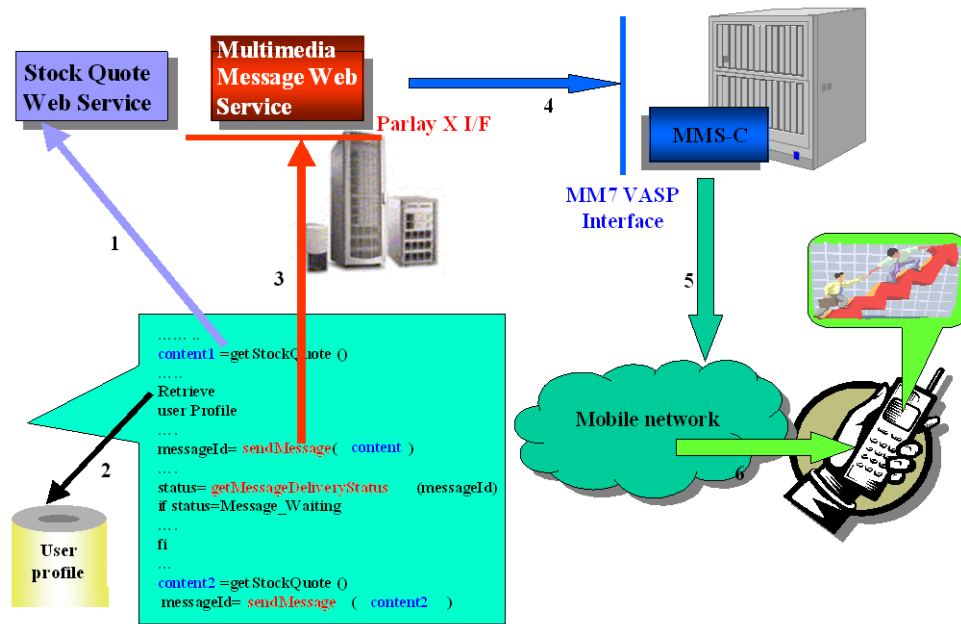 Stock Quote
Web Service
Multimedia
Message Web
Service
Parlay X I/F
4
MMS-C
MM7 VASP
Interface
1
3
5
…… ..
content1 =getStockQuote ()
… ..
Retrieve
user Profile
… .
messageId= sendMessage( content )
… .
status= getMessageDeliveryStatus (messageId)
if status=Message_Waiting
… .
fi
…
content2 =getStockQuote ()
messageId= sendMessage ( content2 )
2
User
profile
Mobile network
6